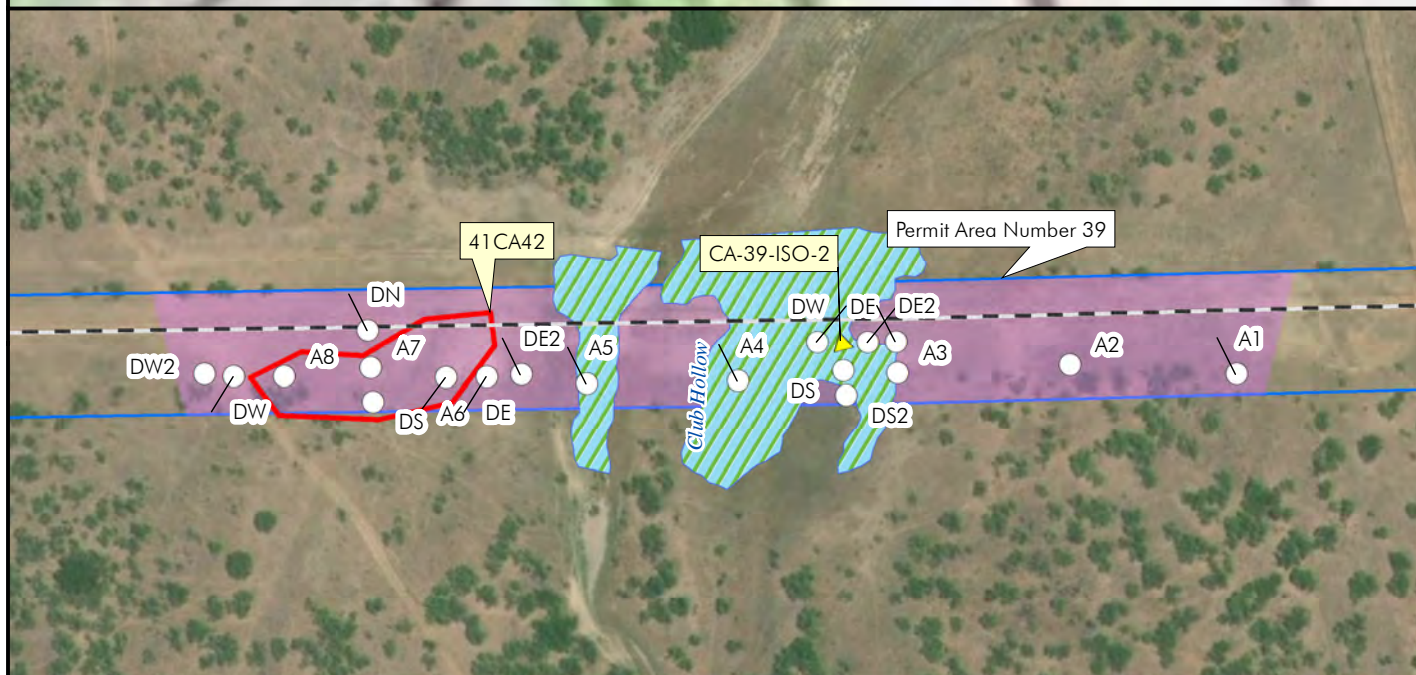 Permit Area Number 39
41CA42
CA-39-ISO-2
DN
DW
DE
DE2
DE2
A5
A4
A3
A2
A1
A7
A8
DW2
DW
DS
A6
DE
Club Hollow
DS
DS2